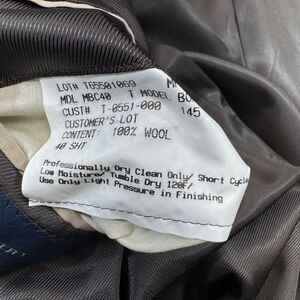 LOT# T65501069
MDL MBC40 T MODEL
CUST# T-0551-000 145
CUSTOMER'S LOT
CONTENT: 100% WOOL
40 SHT
Professionally Dry Clean Only/ Short Cycle
Low Moisture/ Tumble Dry 120F/
Use Only Light Pressure in Finishing